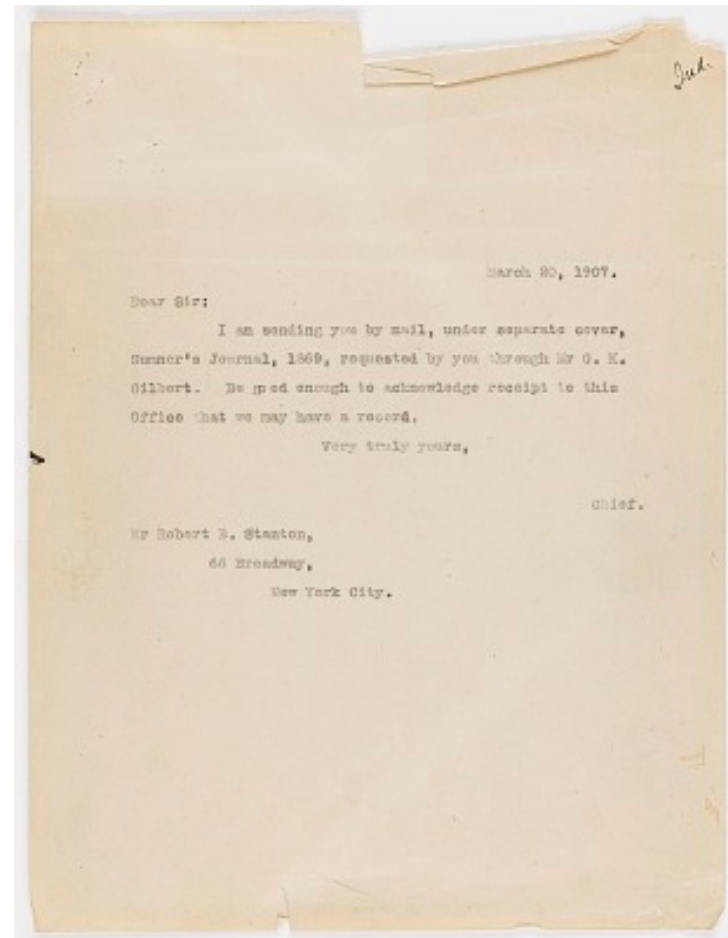 Ind.
March 20, 1907.
Dear Sir:
I am sending you by mail, under separate cover,
Sumner's Journal, 1869, requested by you through Mr G. K.
Gilbert. Be good enough to acknowledge receipt to this
Office that we may have a record.
Very truly yours,
Chief.
Mr Robert B. Stanton,
66 Broadway,
New York City.